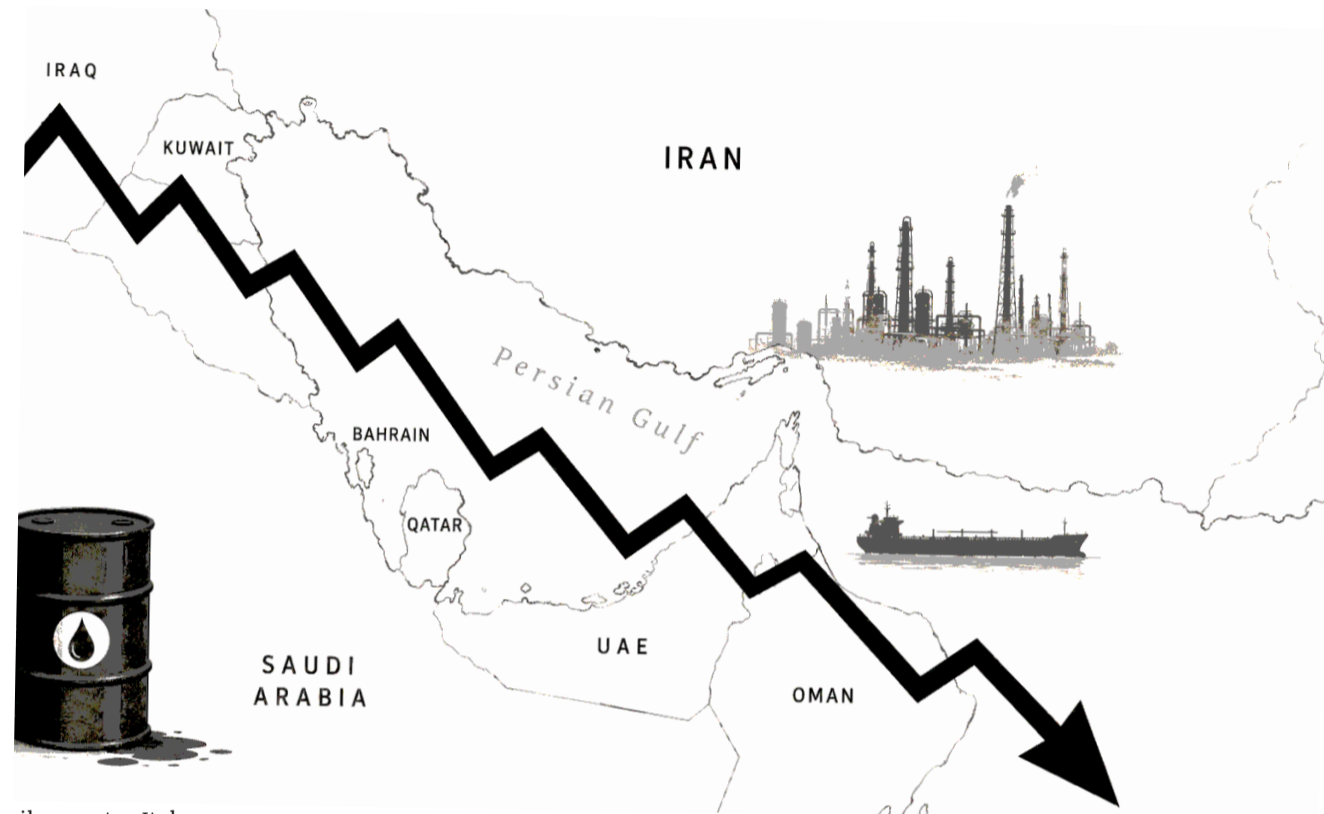 IRAQ
KUWAIT
IRAN
Persian Gulf
BAHRAIN
QATAR
UAE
SAUDI
ARABIA
OMAN